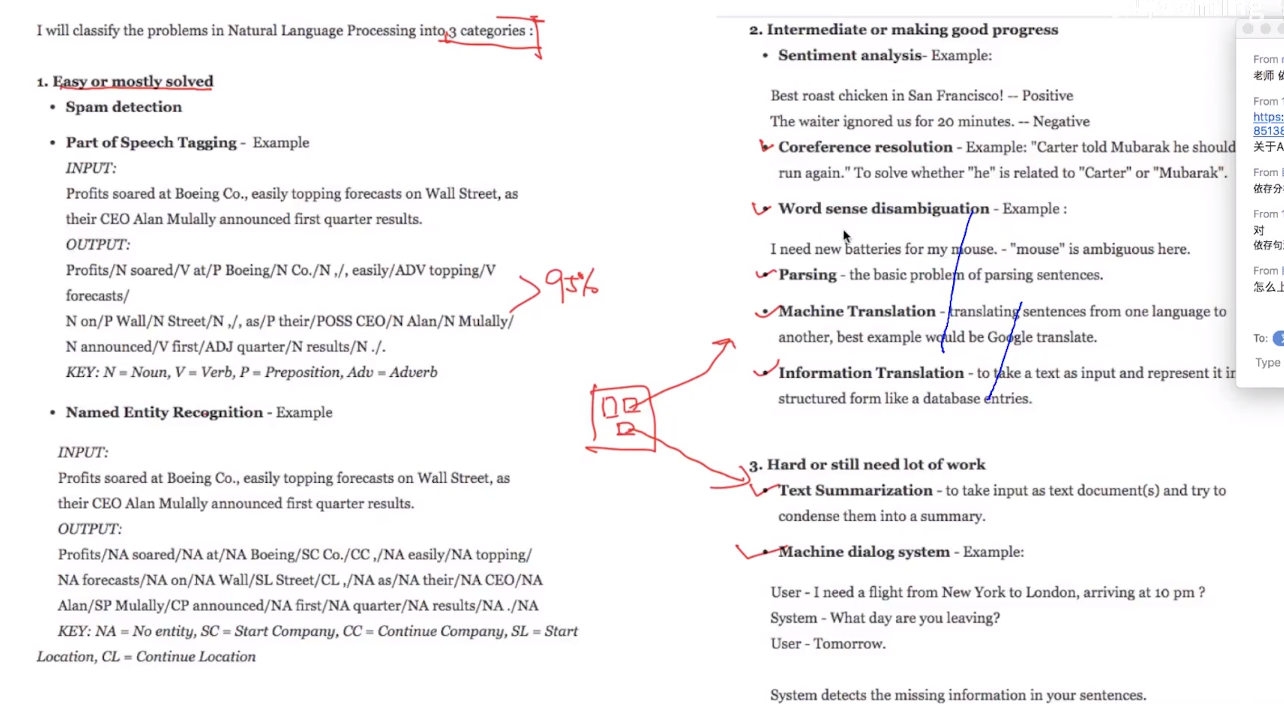 I will classify the problems in Natural Language Processing into 3 categories :
1. Easy or mostly solved
• Spam detection
• Part of Speech Tagging - Example
INPUT:
Profits soared at Boeing Co., easily topping forecasts on Wall Street, as
their CEO Alan Mulally announced first quarter results.
OUTPUT:
Profits/N soared/V at/P Boeing/N Co./N ,/, easily/ADV topping/V
forecasts/
N on/P Wall/N Street/N ,/, as/P their/POSS CEO/N Alan/N Mulally/
N announced/V first/ADJ quarter/N results/N ./.
KEY: N = Noun, V = Verb, P = Preposition, Adv = Adverb
95%
• Named Entity Recognition - Example
INPUT:
Profits soared at Boeing Co., easily topping forecasts on Wall Street, as
their CEO Alan Mulally announced first quarter results.
OUTPUT:
Profits/NA soared/NA at/NA Boeing/SC Co./CC ,/NA easily/NA topping/
NA forecasts/NA on/NA Wall/SL Street/CL ,/NA as/NA their/NA CEO/NA
Alan/SP Mulally/CP announced/NA first/NA quarter/NA results/NA ./NA
KEY: NA = No entity, SC = Start Company, CC = Continue Company, SL = Start
Location, CL = Continue Location
2. Intermediate or making good progress
• Sentiment analysis- Example:
Best roast chicken in San Francisco! -- Positive
The waiter ignored us for 20 minutes. -- Negative
• Coreference resolution - Example: "Carter told Mubarak he should
run again." To solve whether "he" is related to "Carter" or "Mubarak".
• Word sense disambiguation - Example :
I need new batteries for my mouse. - "mouse" is ambiguous here.
• Parsing - the basic problem of parsing sentences.
• Machine Translation - translating sentences from one language to
another, best example would be Google translate.
• Information Translation - to take a text as input and represent it in
structured form like a database entries.
3. Hard or still need lot of work
• Text Summarization - to take input as text document(s) and try to
condense them into a summary.
• Machine dialog system - Example:
User - I need a flight from New York to London, arriving at 10 pm ?
System - What day are you leaving?
User - Tomorrow.
System detects the missing information in your sentences.
From
老师
From
https:
8513
关于A
From
依存分
From
对
依存句
From
怎么上
To:
Type